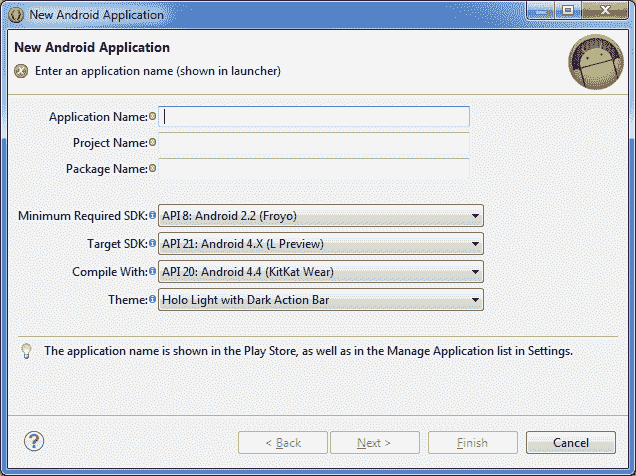 New Android Application
New Android Application
Enter an application name (shown in launcher)
Application Name:
Project Name:
Package Name:
Minimum Required SDK: API 8: Android 2.2 (Froyo)
Target SDK: API 21: Android 4.X (L Preview)
Compile With: API 20: Android 4.4 (KitKat Wear)
Theme: Holo Light with Dark Action Bar
The application name is shown in the Play Store, as well as in the Manage Application list in Settings.
? < Back Next > Finish Cancel